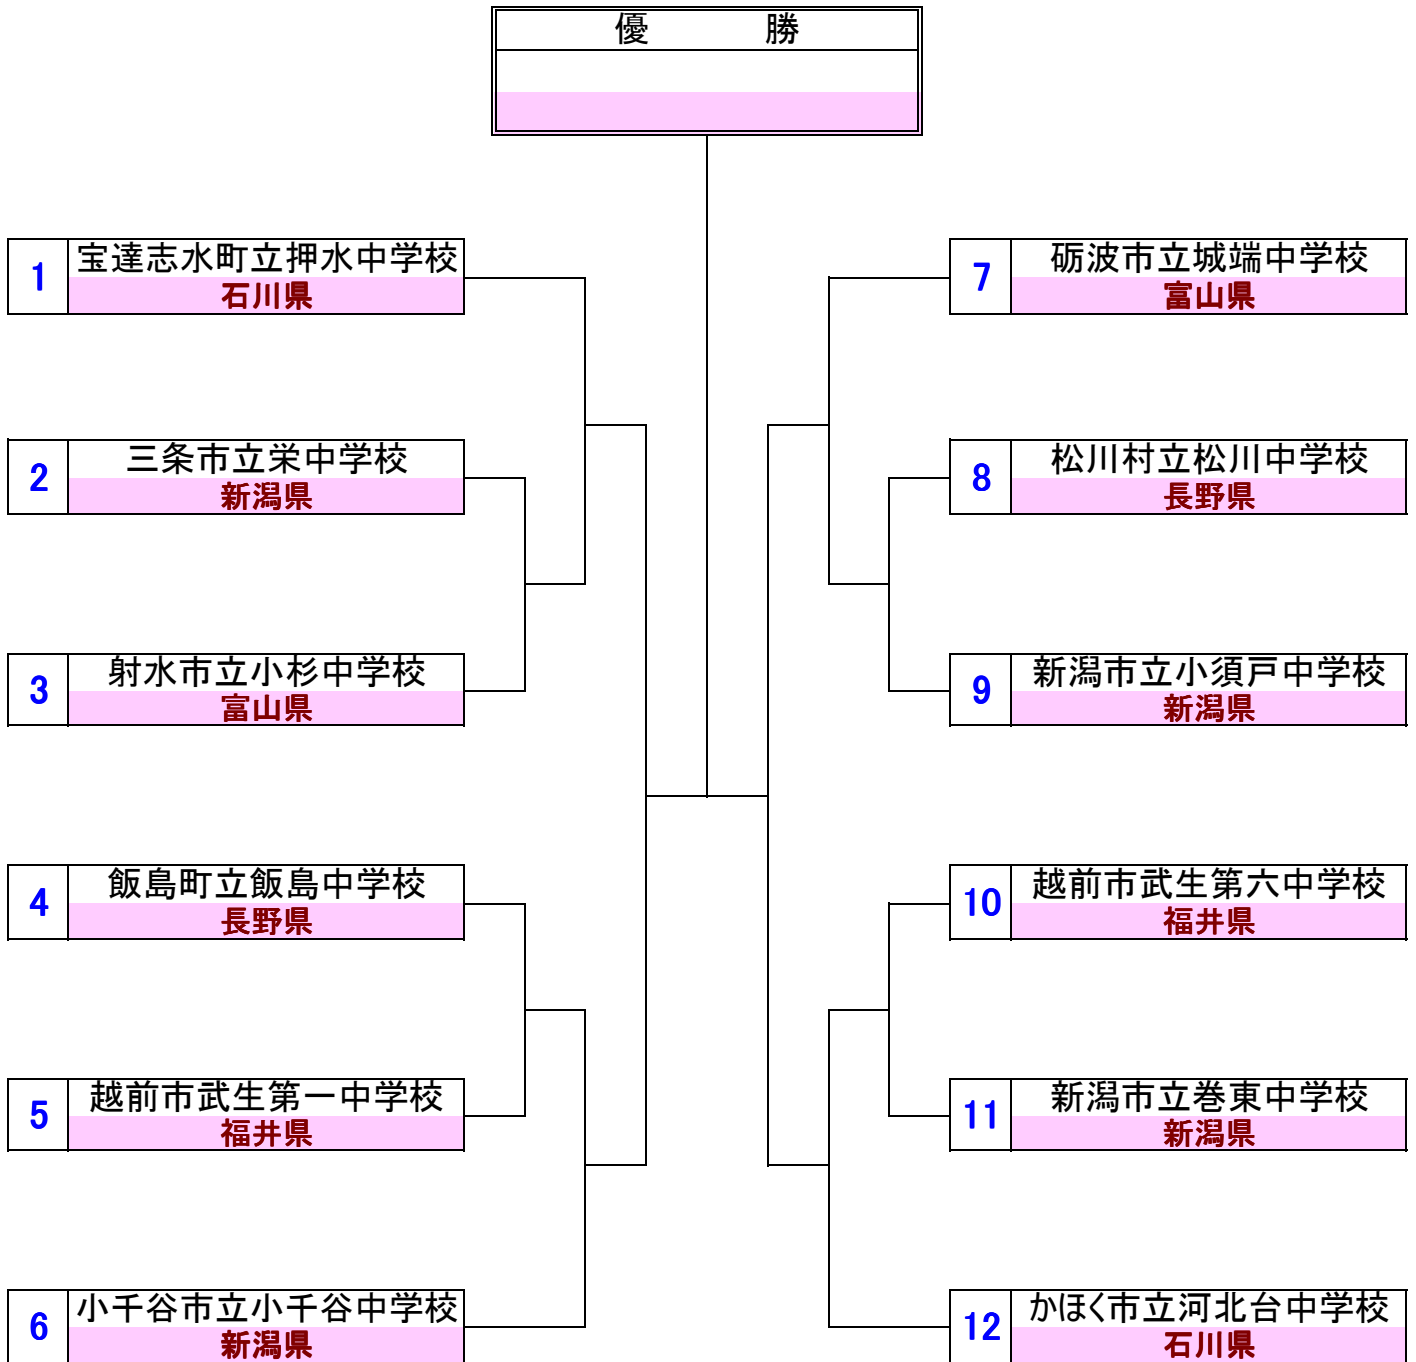 優 勝
1
宝達志水町立押水中学校
石川県
2
三条市立栄中学校
新潟県
3
射水市立小杉中学校
富山県
4
飯島町立飯島中学校
長野県
5
越前市武生第一中学校
福井県
6
小千谷市立小千谷中学校
新潟県
7
砺波市立城端中学校
富山県
8
松川村立松川中学校
長野県
9
新潟市立小須戸中学校
新潟県
10
越前市武生第六中学校
福井県
11
新潟市立巻東中学校
新潟県
12
かほく市立河北台中学校
石川県